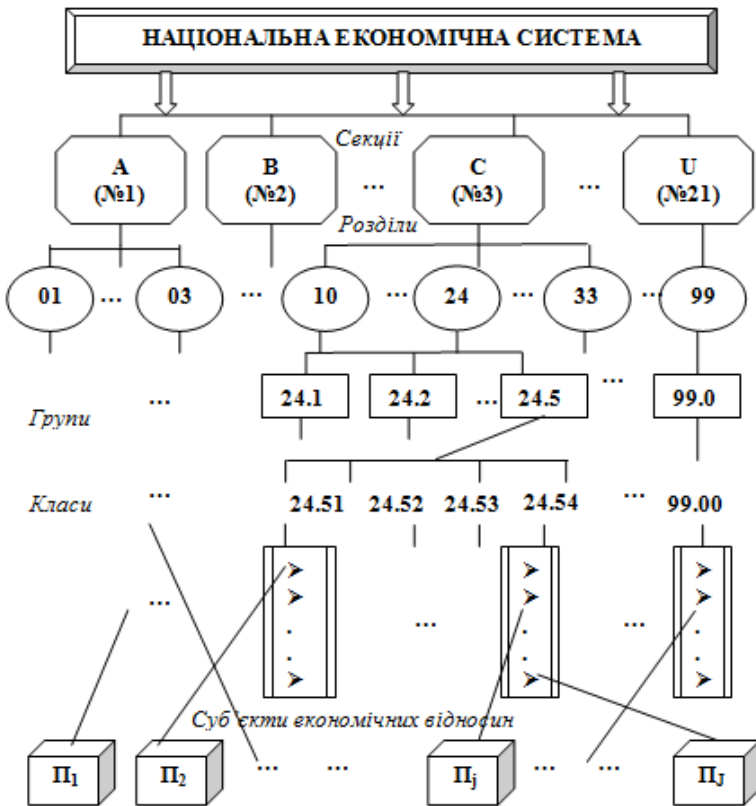 НАЦІОНАЛЬНА ЕКОНОМІЧНА СИСТЕМА
Секції
A (№1)
B (№2)
...
C (№3)
...
U (№21)
Розділи
01 ... 03 ... 10 ... 24 ... 33 ... 99
Групи
... 24.1 24.2 ... 24.5 ... 99.0
Класи
... 24.51 24.52 24.53 24.54 ... 99.00
... ... ...
Суб'єкти економічних відносин
П1 П2 ... ... Пj ... ... ПJ